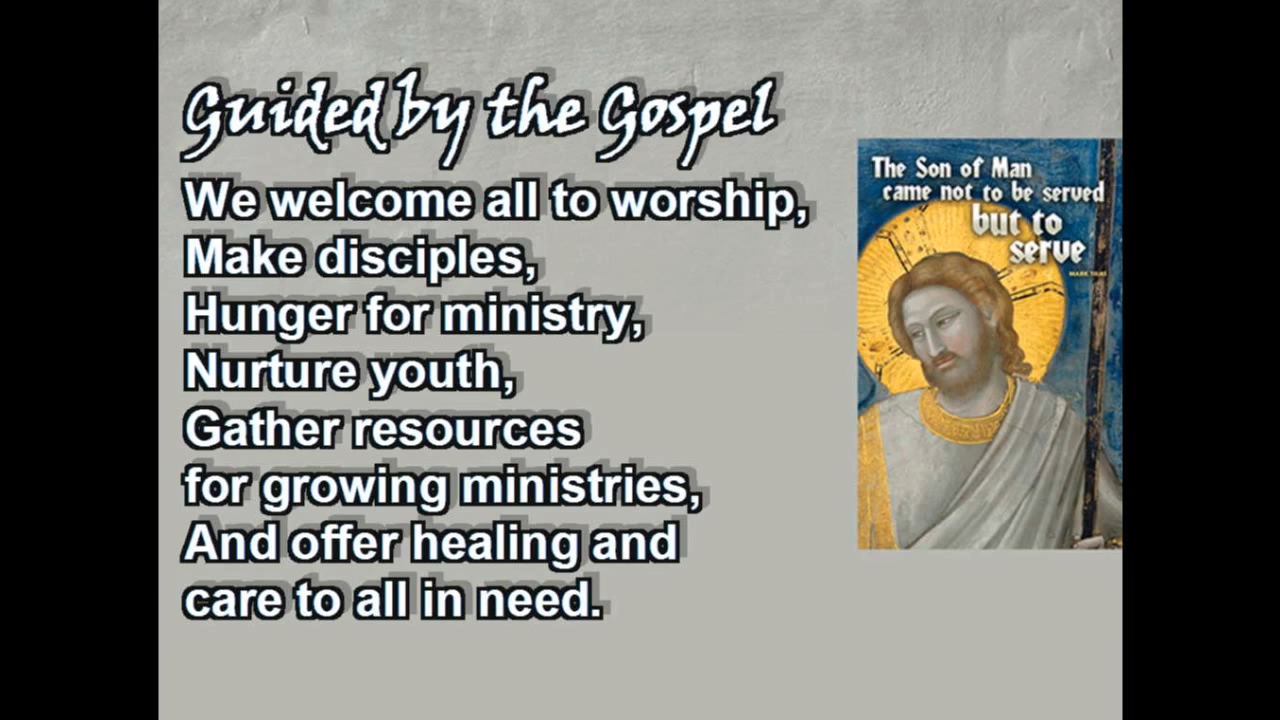 Guided by the Gospel
We welcome all to worship,
Make disciples,
Hunger for ministry,
Nurture youth,
Gather resources
for growing ministries,
And offer healing and
care to all in need.
The Son of Man
came not to be served
but to
serve
MARK